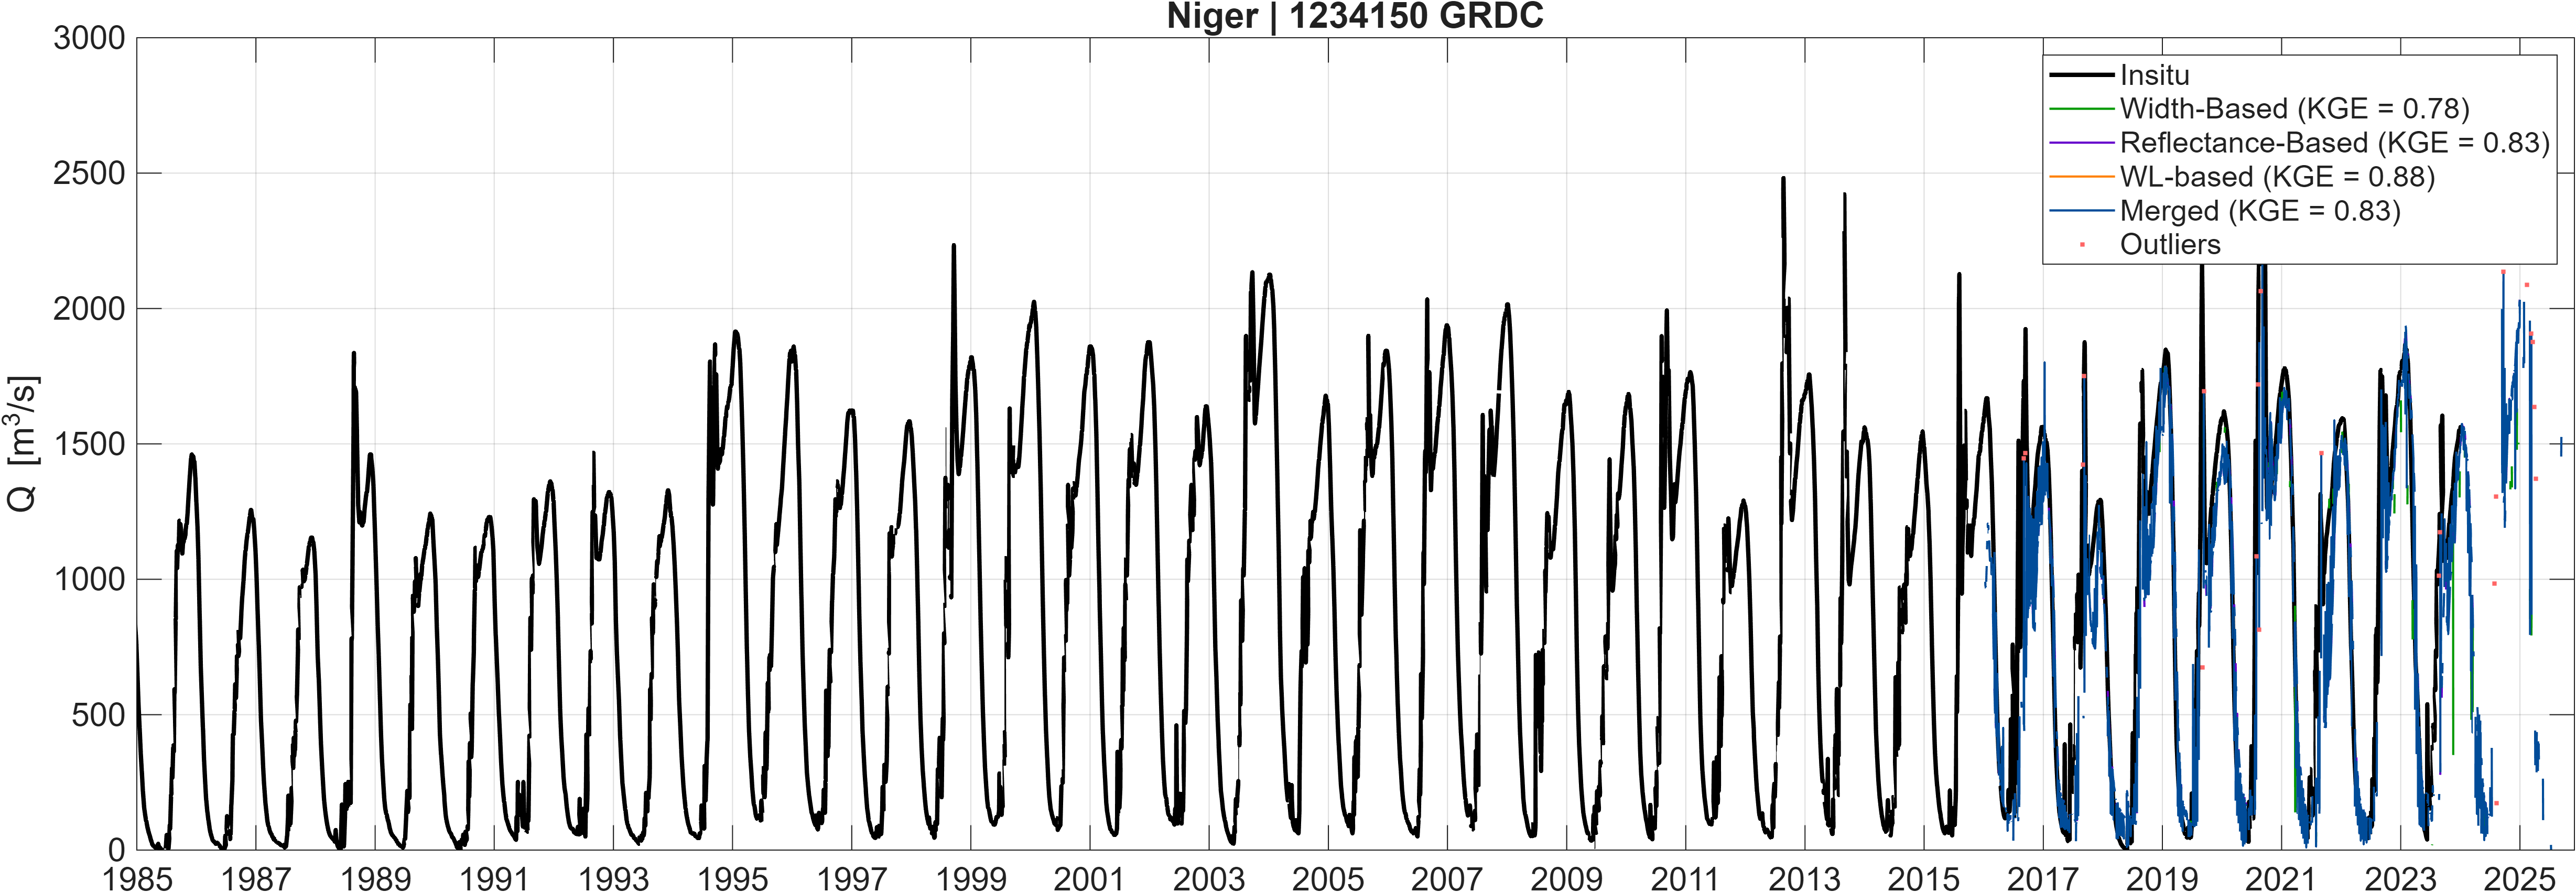 Niger | 1234150 GRDC
3000
2500
2000
1500
1000
500
0
Q [m³/s]
Insitu
Width-Based (KGE = 0.78)
Reflectance-Based (KGE = 0.83)
WL-based (KGE = 0.88)
Merged (KGE = 0.83)
Outliers
1985 1987 1989 1991 1993 1995 1997 1999 2001 2003 2005 2007 2009 2011 2013 2015 2017 2019 2021 2023 2025